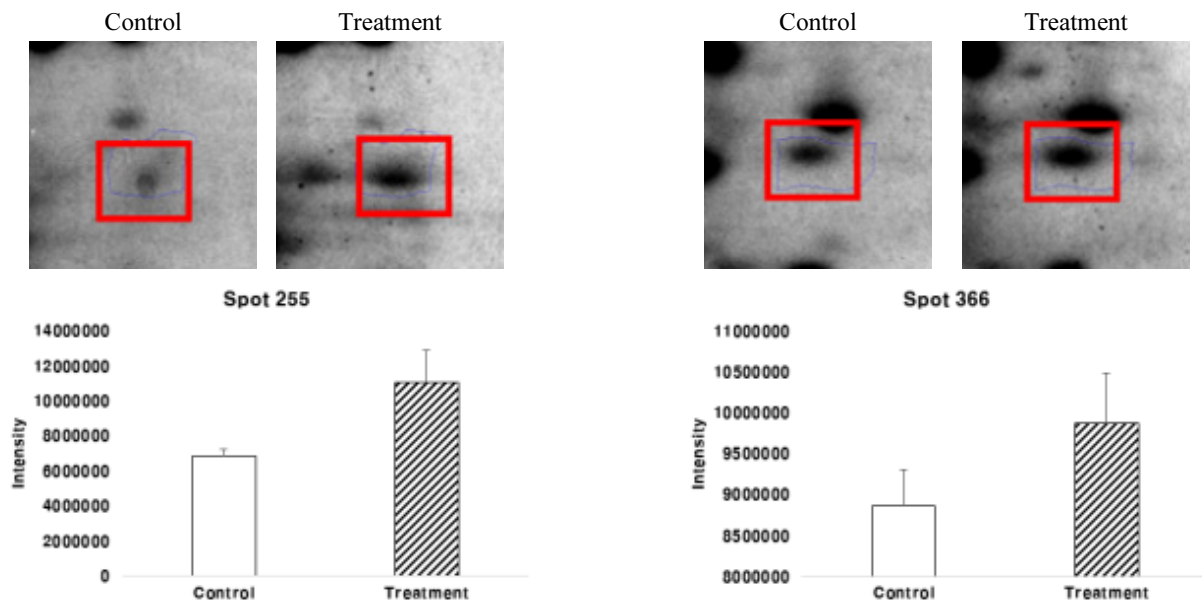 Control Treatment
Control Treatment
Spot 255
14000000
12000000
10000000
8000000
6000000
4000000
2000000
0
Intensity
Control Treatment
Spot 366
11000000
10500000
10000000
9500000
9000000
8500000
8000000
Intensity
Control Treatment